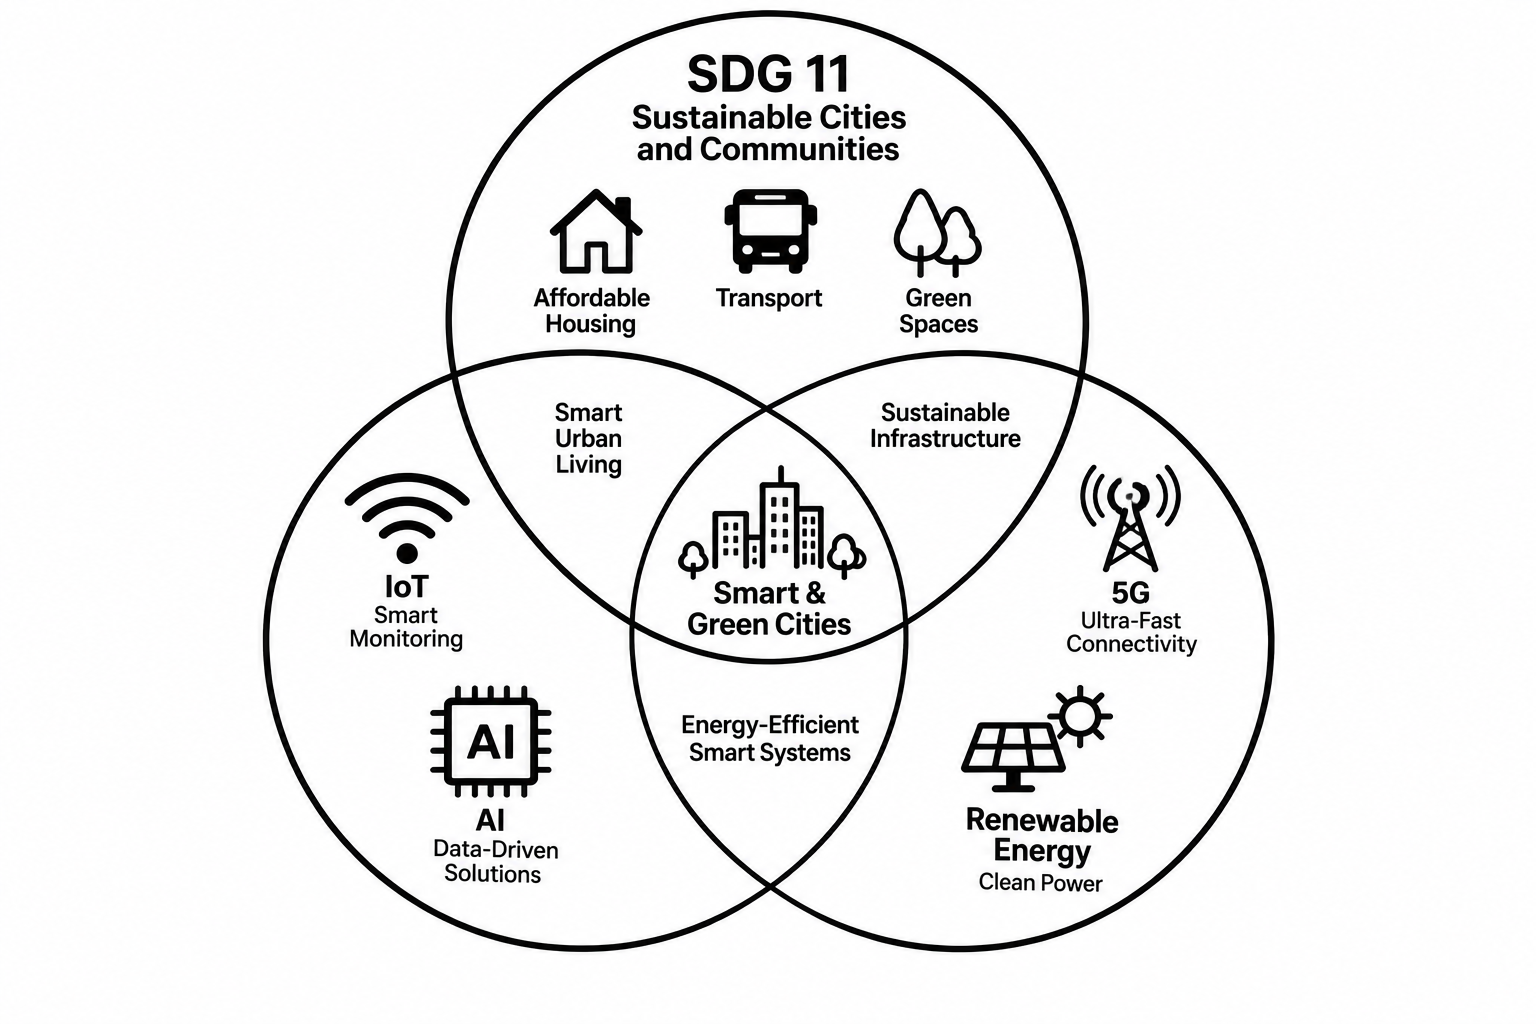 SDG 11
Sustainable Cities
and Communities
Affordable
Housing
Transport
Green
Spaces
Smart
Urban
Living
Sustainable
Infrastructure
IoT
Smart
Monitoring
Smart &
Green Cities
5G
Ultra-Fast
Connectivity
AI
AI
Data-Driven
Solutions
Energy-Efficient
Smart Systems
Renewable
Energy
Clean Power